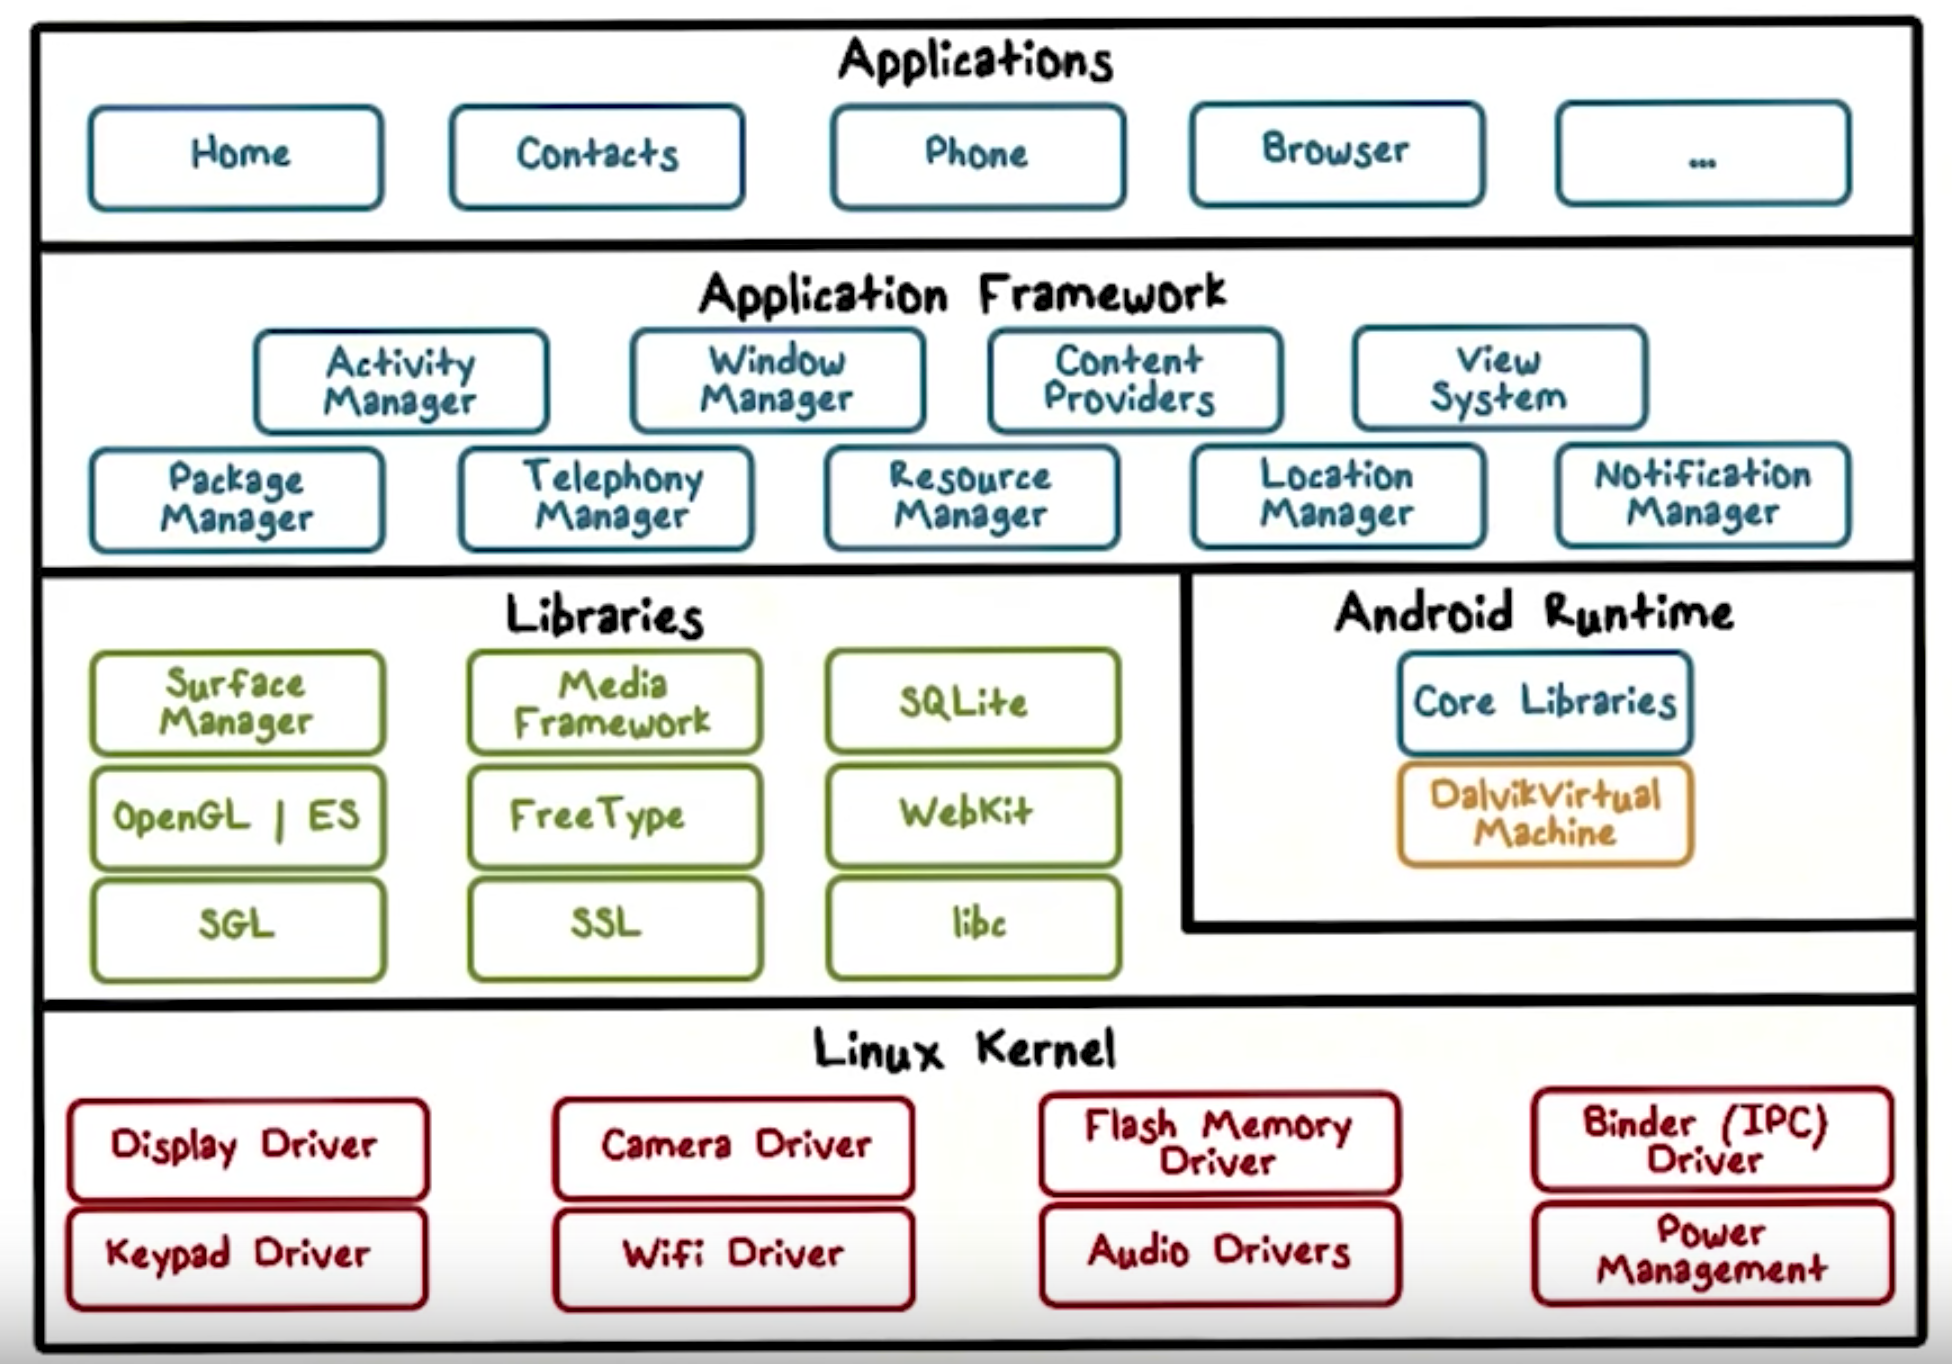 Applications
Home
Contacts
Phone
Browser
...
Application Framework
Activity
Manager
Window
Manager
Content
Providers
View
System
Package
Manager
Telephony
Manager
Resource
Manager
Location
Manager
Notification
Manager
Libraries
Surface
Manager
Media
Framework
SQLite
OpenGL | ES
FreeType
WebKit
SGL
SSL
libc
Android Runtime
Core Libraries
DalvikVirtual
Machine
Linux Kernel
Display Driver
Camera Driver
Flash Memory
Driver
Binder (IPC)
Driver
Keypad Driver
Wifi Driver
Audio Drivers
Power
Management